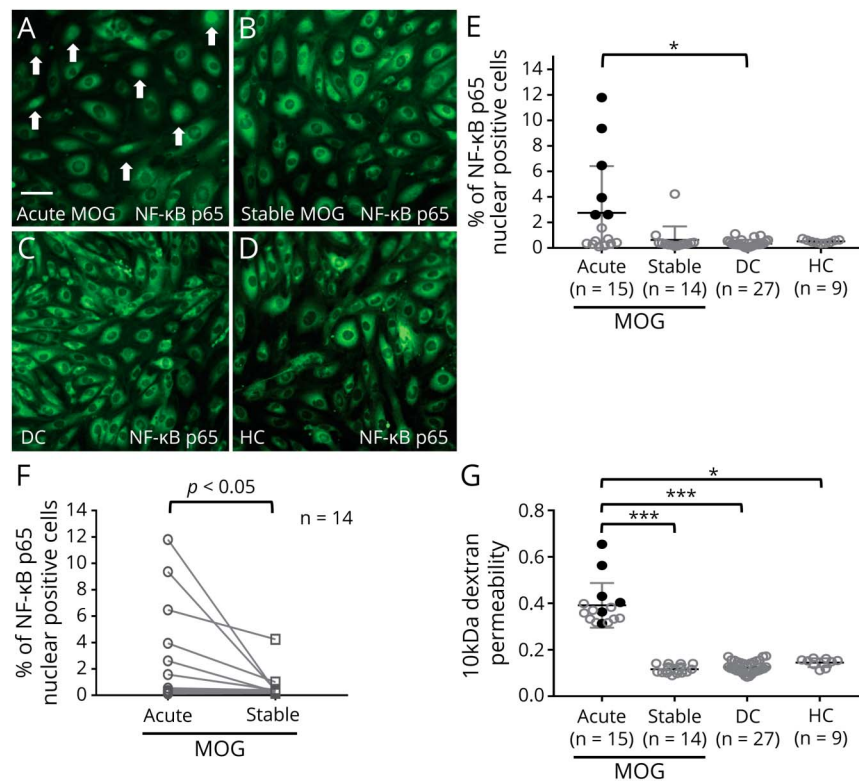 A
Acute MOG NF-κB p65
B
Stable MOG NF-κB p65
C
DC NF-κB p65
D
HC NF-κB p65
E
*
% of NF-κB p65
nuclear positive cells
14
12
10
8
6
4
2
0
Acute Stable DC HC
(n = 15) (n = 14) (n = 27) (n = 9)
MOG
F
p < 0.05
n = 14
% of NF-κB p65
nuclear positive cells
14
12
10
8
6
4
2
0
Acute Stable
MOG
G
*
***
***
10kDa dextran
permeability
0.8
0.6
0.4
0.2
0.0
Acute Stable DC HC
(n = 15) (n = 14) (n = 27) (n = 9)
MOG